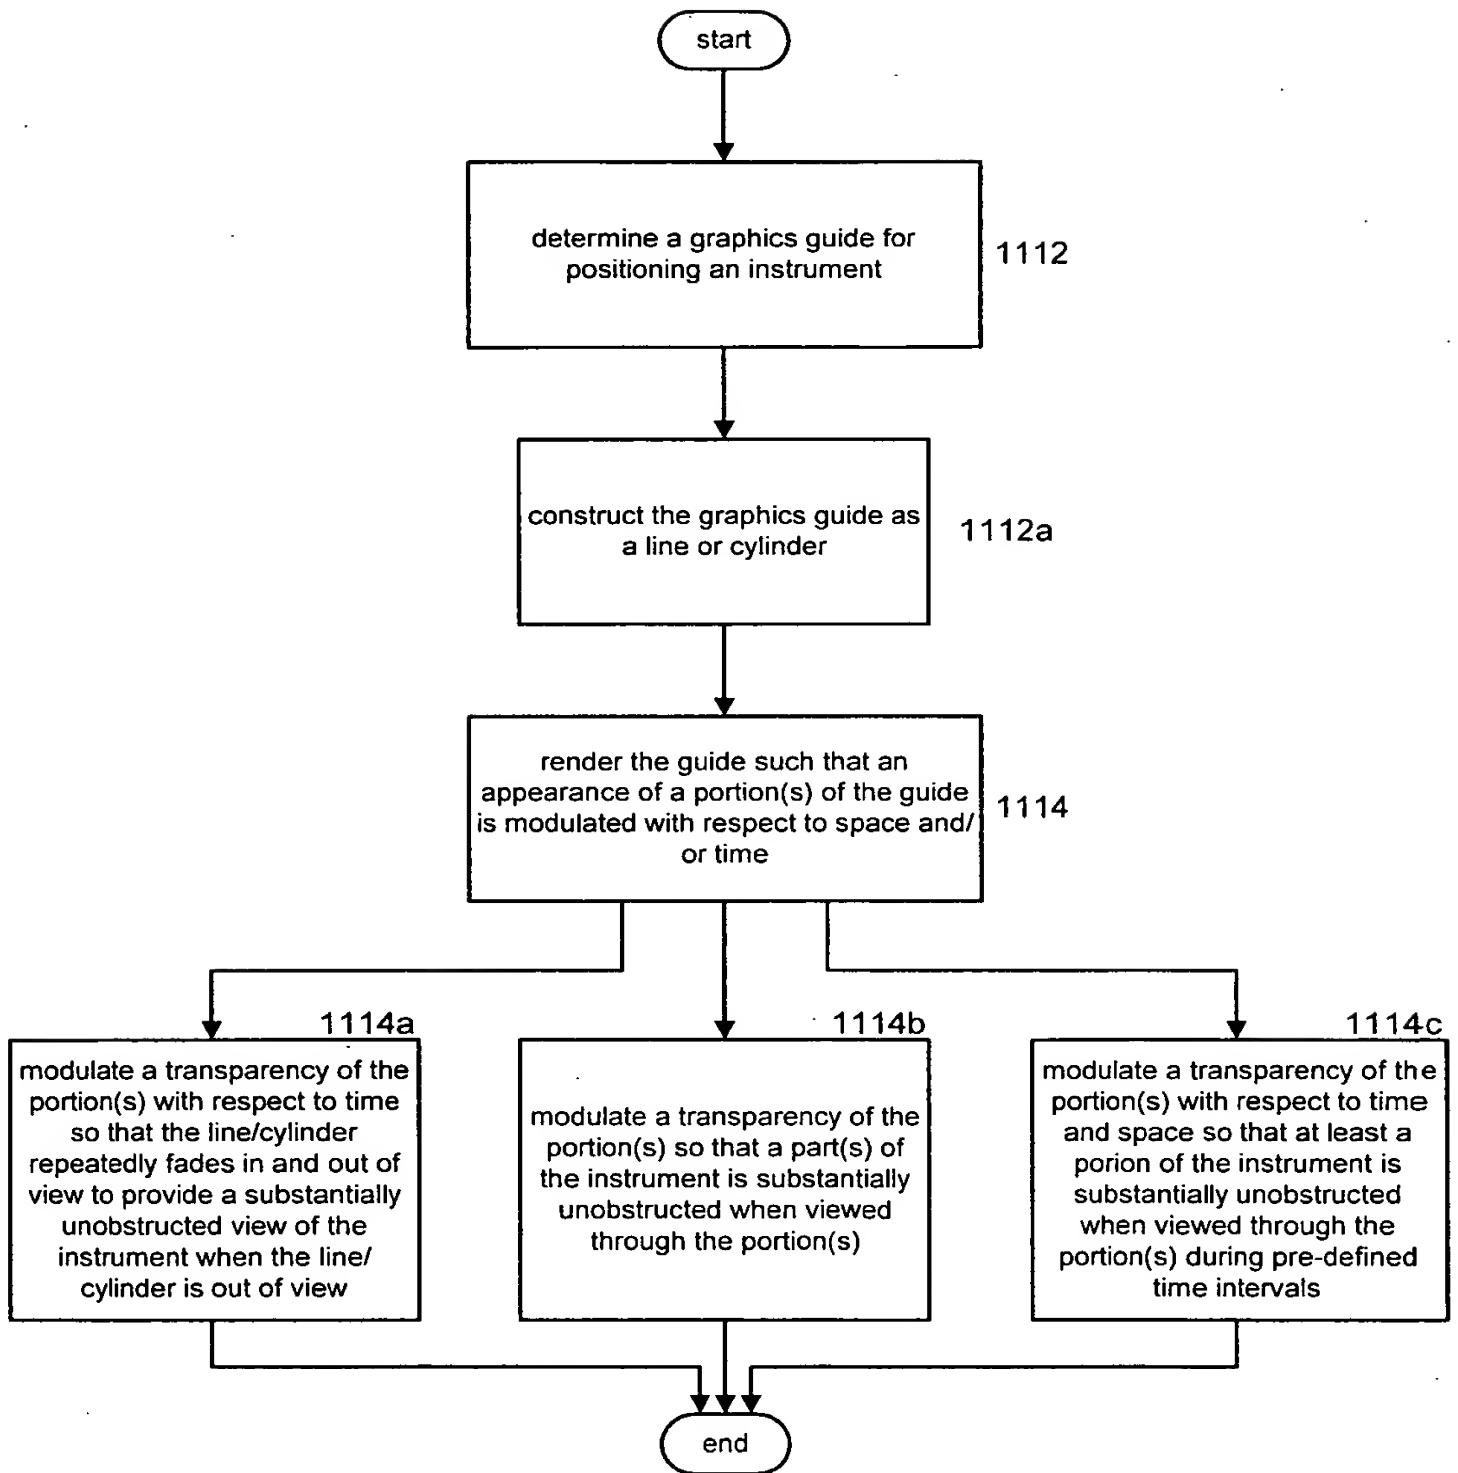 start
determine a graphics guide for
positioning an instrument
1112
construct the graphics guide as
a line or cylinder
1112a
render the guide such that an
appearance of a portion(s) of the guide
is modulated with respect to space and/
or time
1114
1114a
modulate a transparency of the
portion(s) with respect to time
so that the line/cylinder
repeatedly fades in and out of
view to provide a substantially
unobstructed view of the
instrument when the line/
cylinder is out of view
1114b
modulate a transparency of the
portion(s) so that a part(s) of
the instrument is substantially
unobstructed when viewed
through the portion(s)
1114c
modulate a transparency of the
portion(s) with respect to time
and space so that at least a
porion of the instrument is
substantially unobstructed
when viewed through the
portion(s) during pre-defined
time intervals
end